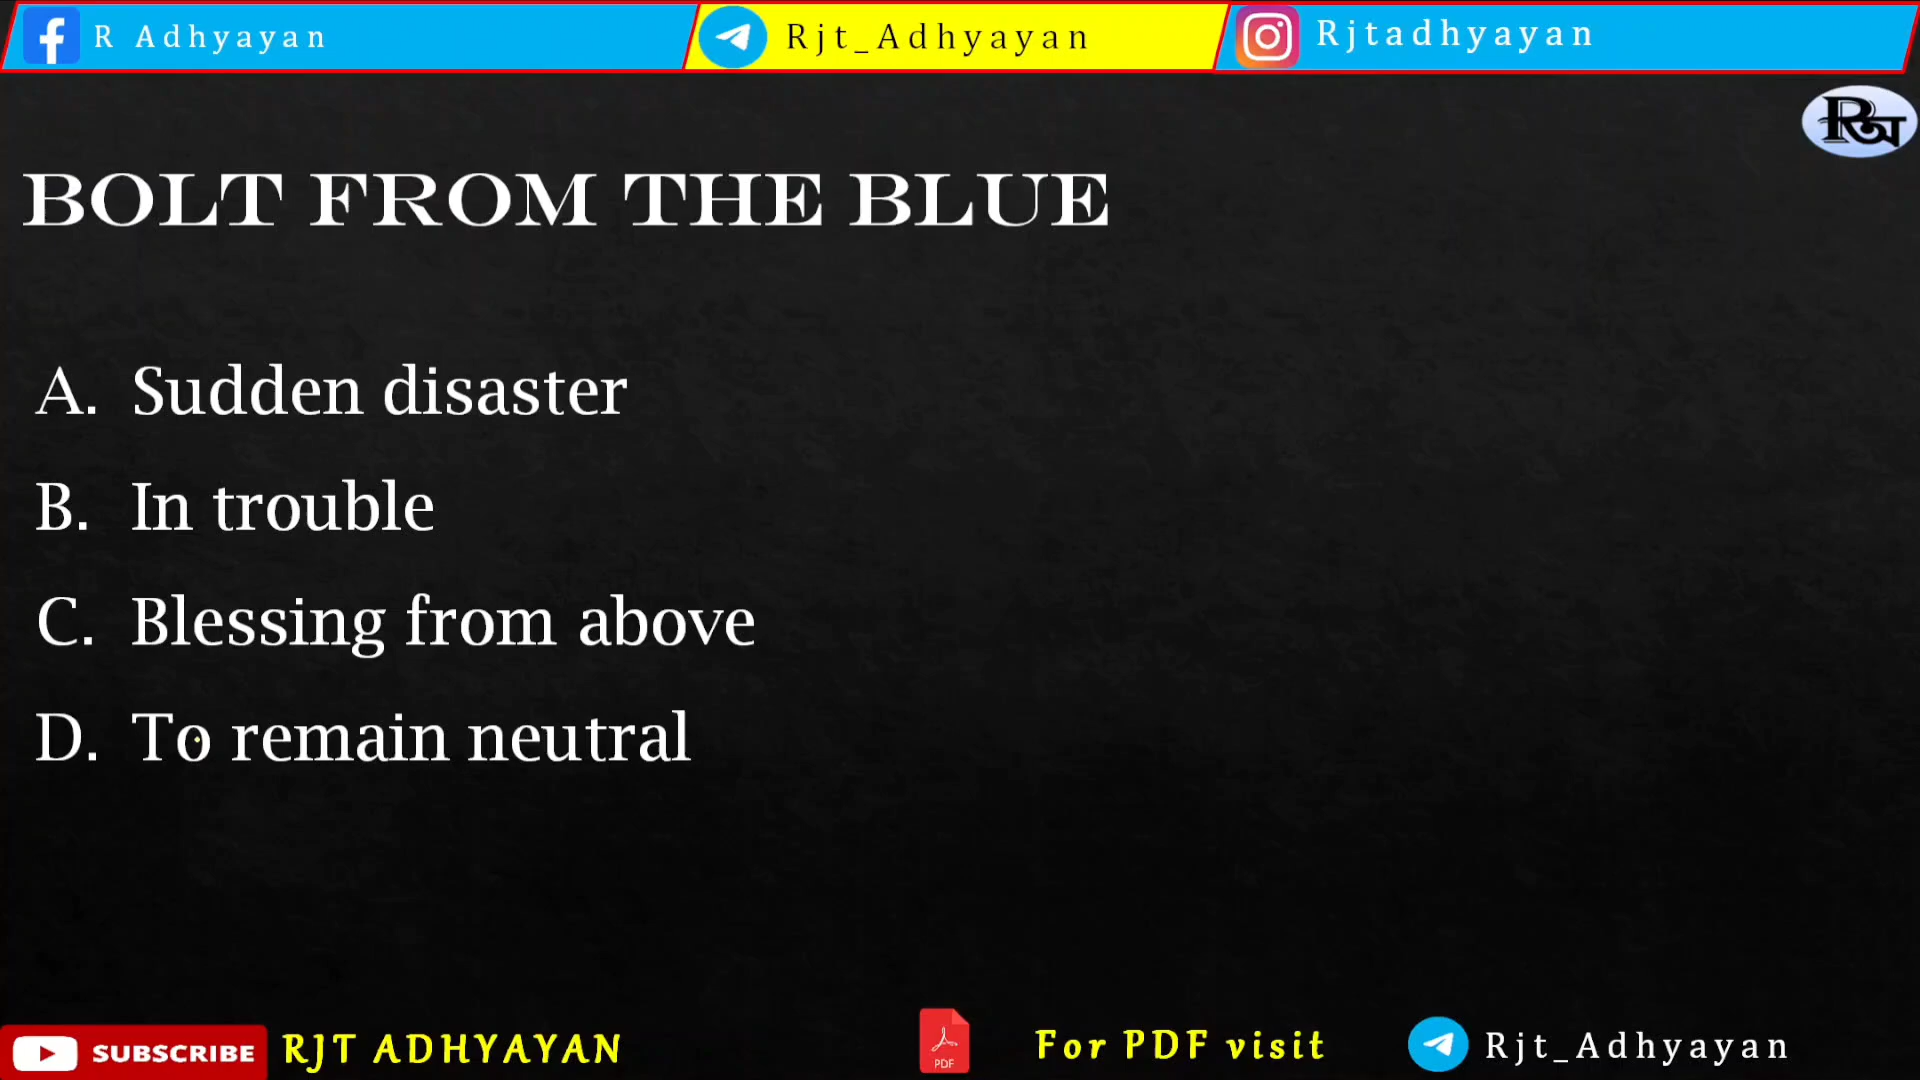 R Adhyayan
Rjt_Adhyayan
Rjtadhyayan
BOLT FROM THE BLUE
A. Sudden disaster
B. In trouble
C. Blessing from above
D. To remain neutral
SUBSCRIBE
RJT ADHYAYAN
PDF
For PDF visit
Rjt_Adhyayan